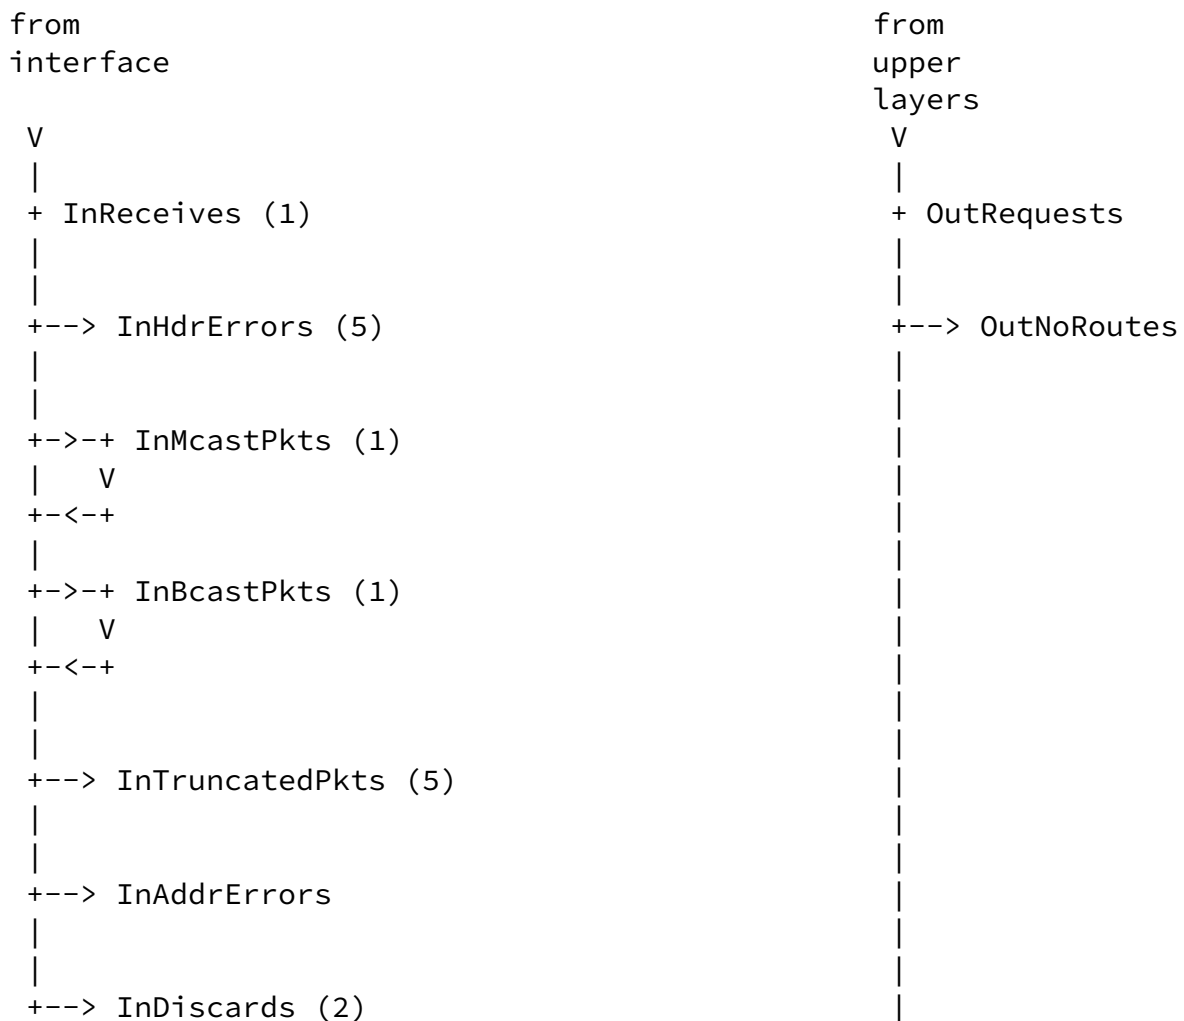 from                                            from
interface                                       upper
                                                layers
 V                                               V
 |                                               |
 + InReceives (1)                                + OutRequests
 |                                               |
 |                                               |
 +--> InHdrErrors (5)                            +--> OutNoRoutes
 |                                               |
 |                                               |
 +->-+ InMcastPkts (1)                           |
 |   V                                           |
 +-<-+                                           |
 |                                               |
 +->-+ InBcastPkts (1)                           |
 |   V                                           |
 +-<-+                                           |
 |                                               |
 |                                               |
 +--> InTruncatedPkts (5)                        |
 |                                               |
 |                                               |
 +--> InAddrErrors                               |
 |                                               |
 |                                               |
 +--> InDiscards (2)                             |